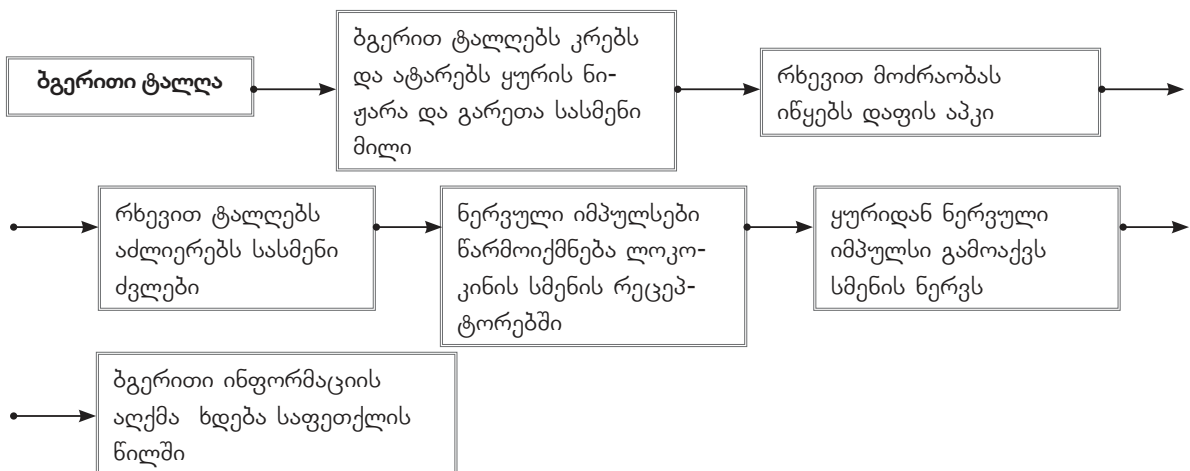 ბგერითი ტალღა
ბგერით ტალღებს კრებს
და ატარებს ყურის ნი-
ჟარა და გარეთა სასმენი
მილი
რხევით მოძრაობას
იწყებს დაფის აპკი
რხევით ტალღებს
აძლიერებს სასმენი
ძვლები
ნერვული იმპულსები
წარმოიქმნება ლოკო-
კინის სმენის რეცეპ-
ტორებში
ყურიდან ნერვული
იმპულსი გამოაქვს
სმენის ნერვს
ბგერითი ინფორმაციის
აღქმა ხდება საფეთქლის
წილში